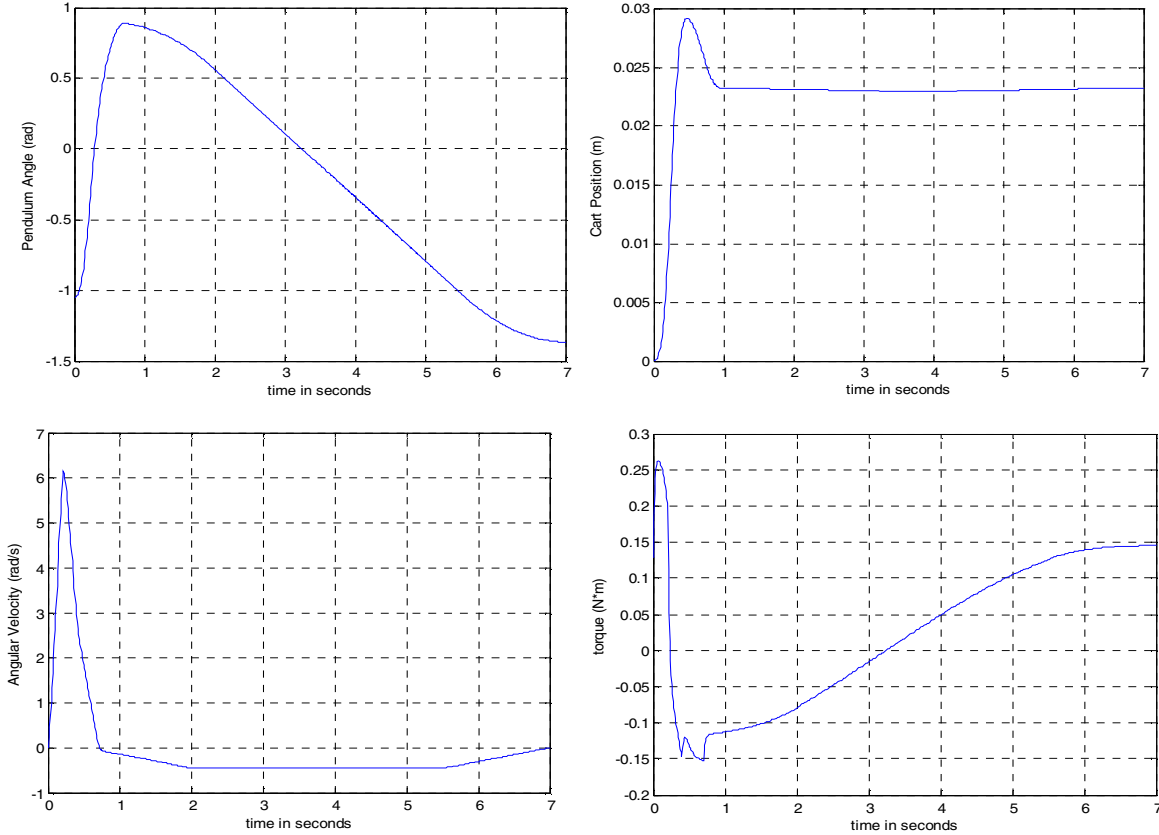 1
0.5
0
-0.5
-1
-1.5
Pendulum Angle (rad)
0 1 2 3 4 5 6 7
time in seconds
0.03
0.025
0.02
0.015
0.01
0.005
0
Cart Position (m)
0 1 2 3 4 5 6 7
time in seconds
7
6
5
4
3
2
1
0
-1
Angular Velocity (rad/s)
0 1 2 3 4 5 6 7
time in seconds
0.3
0.25
0.2
0.15
0.1
0.05
0
-0.05
-0.1
-0.15
-0.2
torque (N*m)
0 1 2 3 4 5 6 7
time in seconds